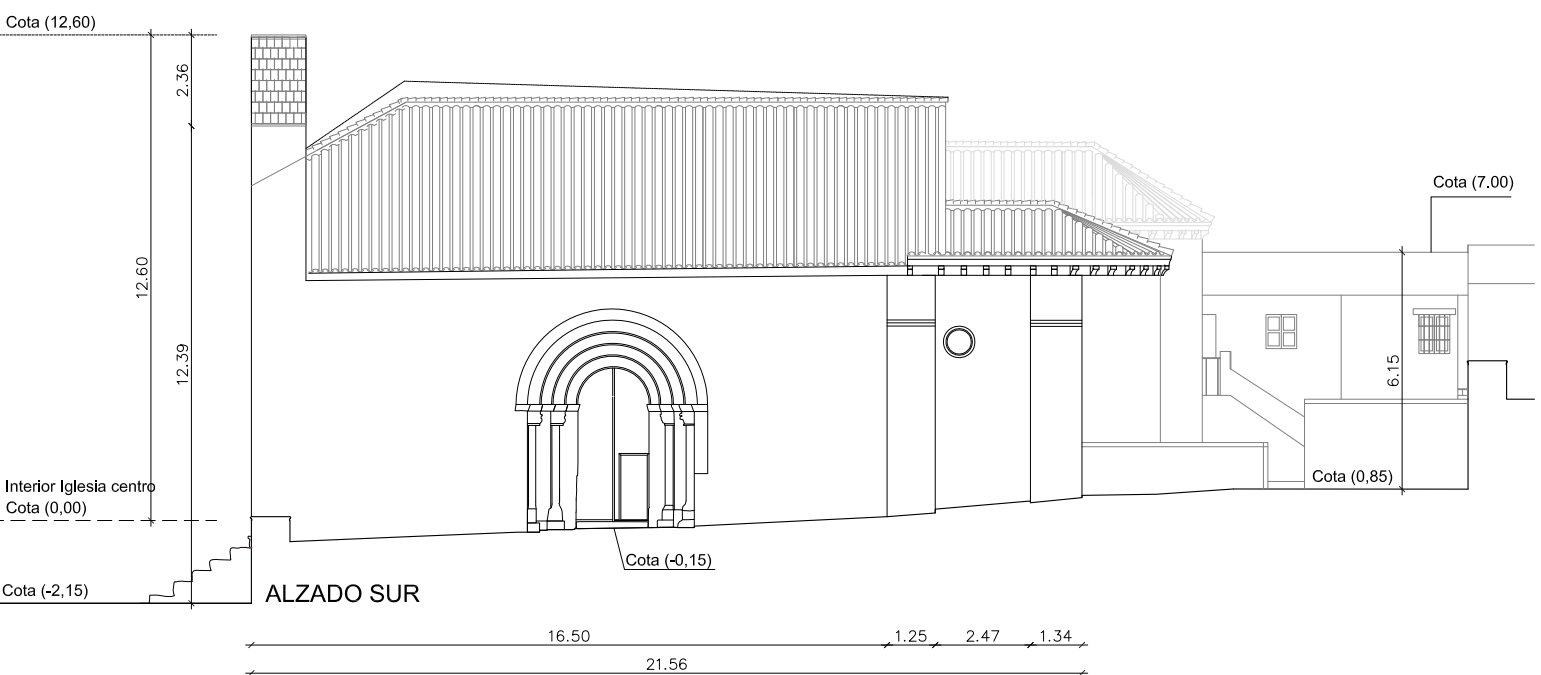 Cota (12,60)
2.36
Cota (7.00)
12.60
12.39
6.15
Cota (0,85)
Interior Iglesia centro
Cota (0,00)
Cota (-0,15)
Cota (-2,15)
ALZADO SUR
16.50 1.25 2.47 1.34
21.56